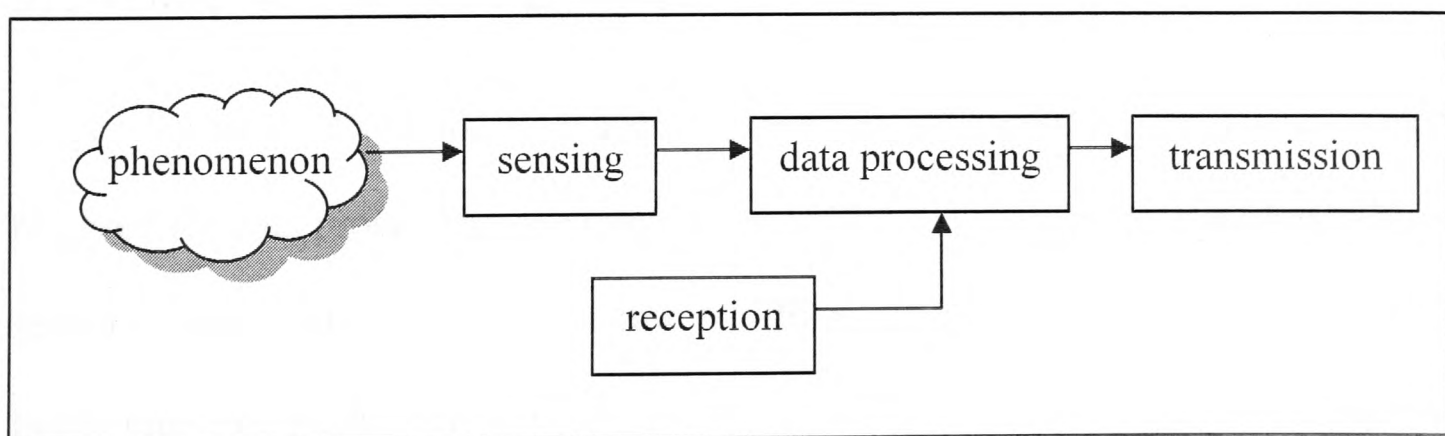 phenomenon
sensing
data processing
transmission
reception